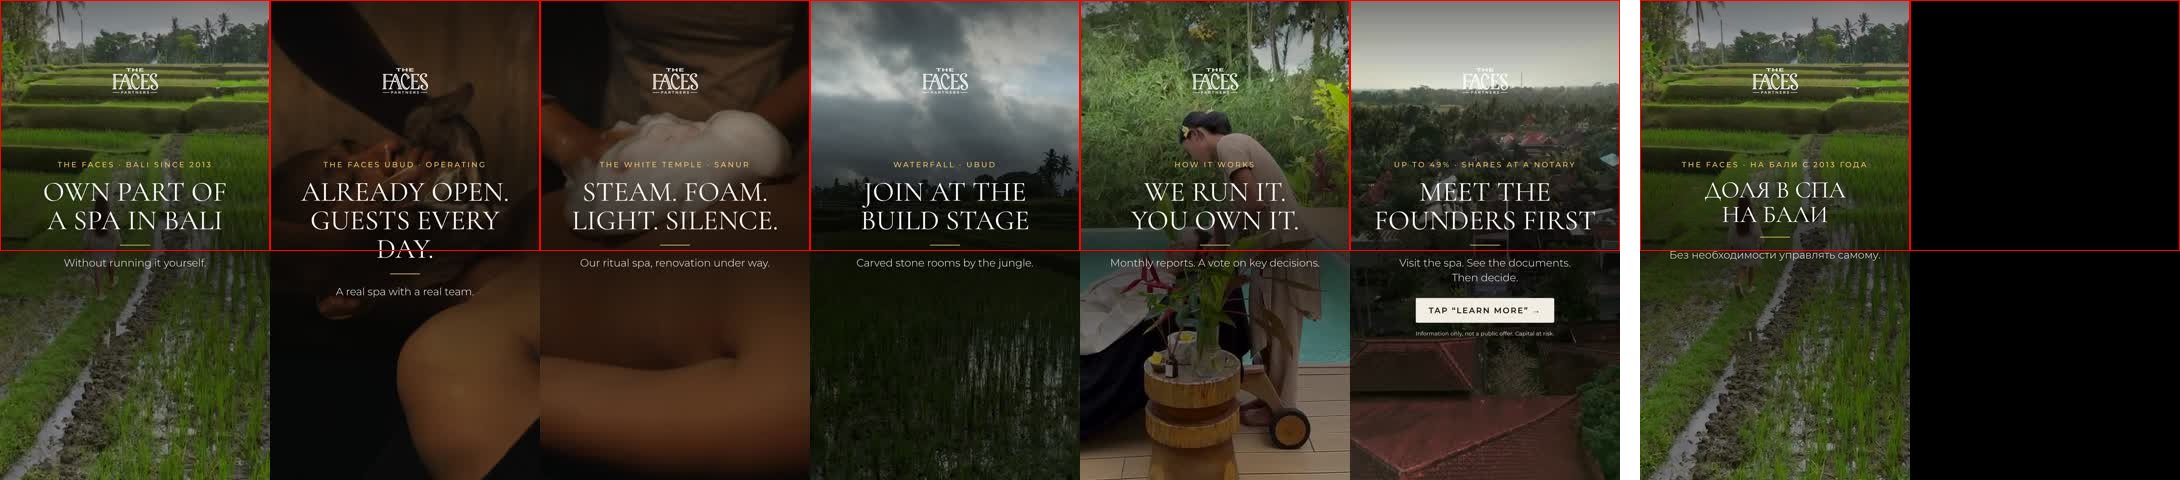 THE
FACES
PARTNERS
THE FACES · BALI SINCE 2013
OWN PART OF
A SPA IN BALI
Without running it yourself.
THE
FACES
PARTNERS
THE FACES UBUD · OPERATING
ALREADY OPEN.
GUESTS EVERY
DAY.
A real spa with a real team.
THE
FACES
PARTNERS
THE WHITE TEMPLE · SANUR
STEAM. FOAM.
LIGHT. SILENCE.
Our ritual spa, renovation under way.
THE
FACES
PARTNERS
WATERFALL · UBUD
JOIN AT THE
BUILD STAGE
Carved stone rooms by the jungle.
THE
FACES
PARTNERS
HOW IT WORKS
WE RUN IT.
YOU OWN IT.
Monthly reports. A vote on key decisions.
THE
FACES
PARTNERS
UP TO 49% · SHARES AT A NOTARY
MEET THE
FOUNDERS FIRST
Visit the spa. See the documents.
Then decide.
TAP “LEARN MORE” →
Information only, not a public offer. Capital at risk.
THE
FACES
PARTNERS
THE FACES · НА БАЛИ С 2013 ГОДА
ДОЛЯ В СПА
НА БАЛИ
Без необходимости управлять самому.